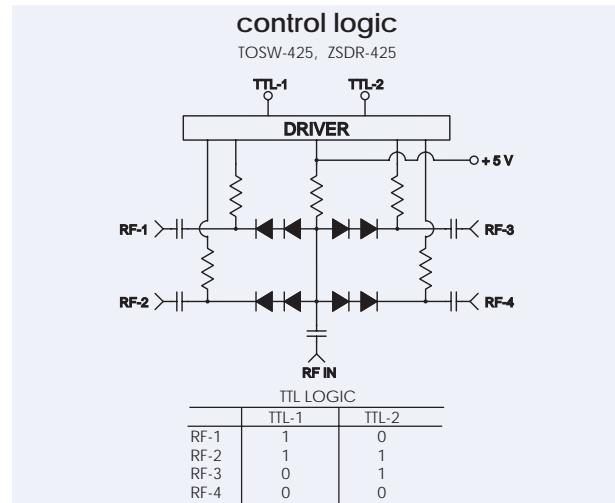 control logic
TOSW-425, ZSDR-425
TTL-1 TTL-2
DRIVER
+ 5 V
RF-1 RF-3
RF-2 RF-4
RF IN
TTL LOGIC
TTL-1 TTL-2
RF-1 1 0
RF-2 1 1
RF-3 0 1
RF-4 0 0